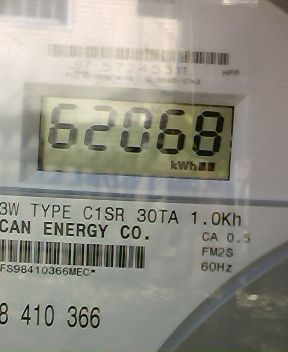 62068
kWh
3W TYPE C1SR 30TA 1.0Kh
CAN ENERGY CO.
CA 0.5
FM2S
60Hz
FS98410366MEC*
8 410 366